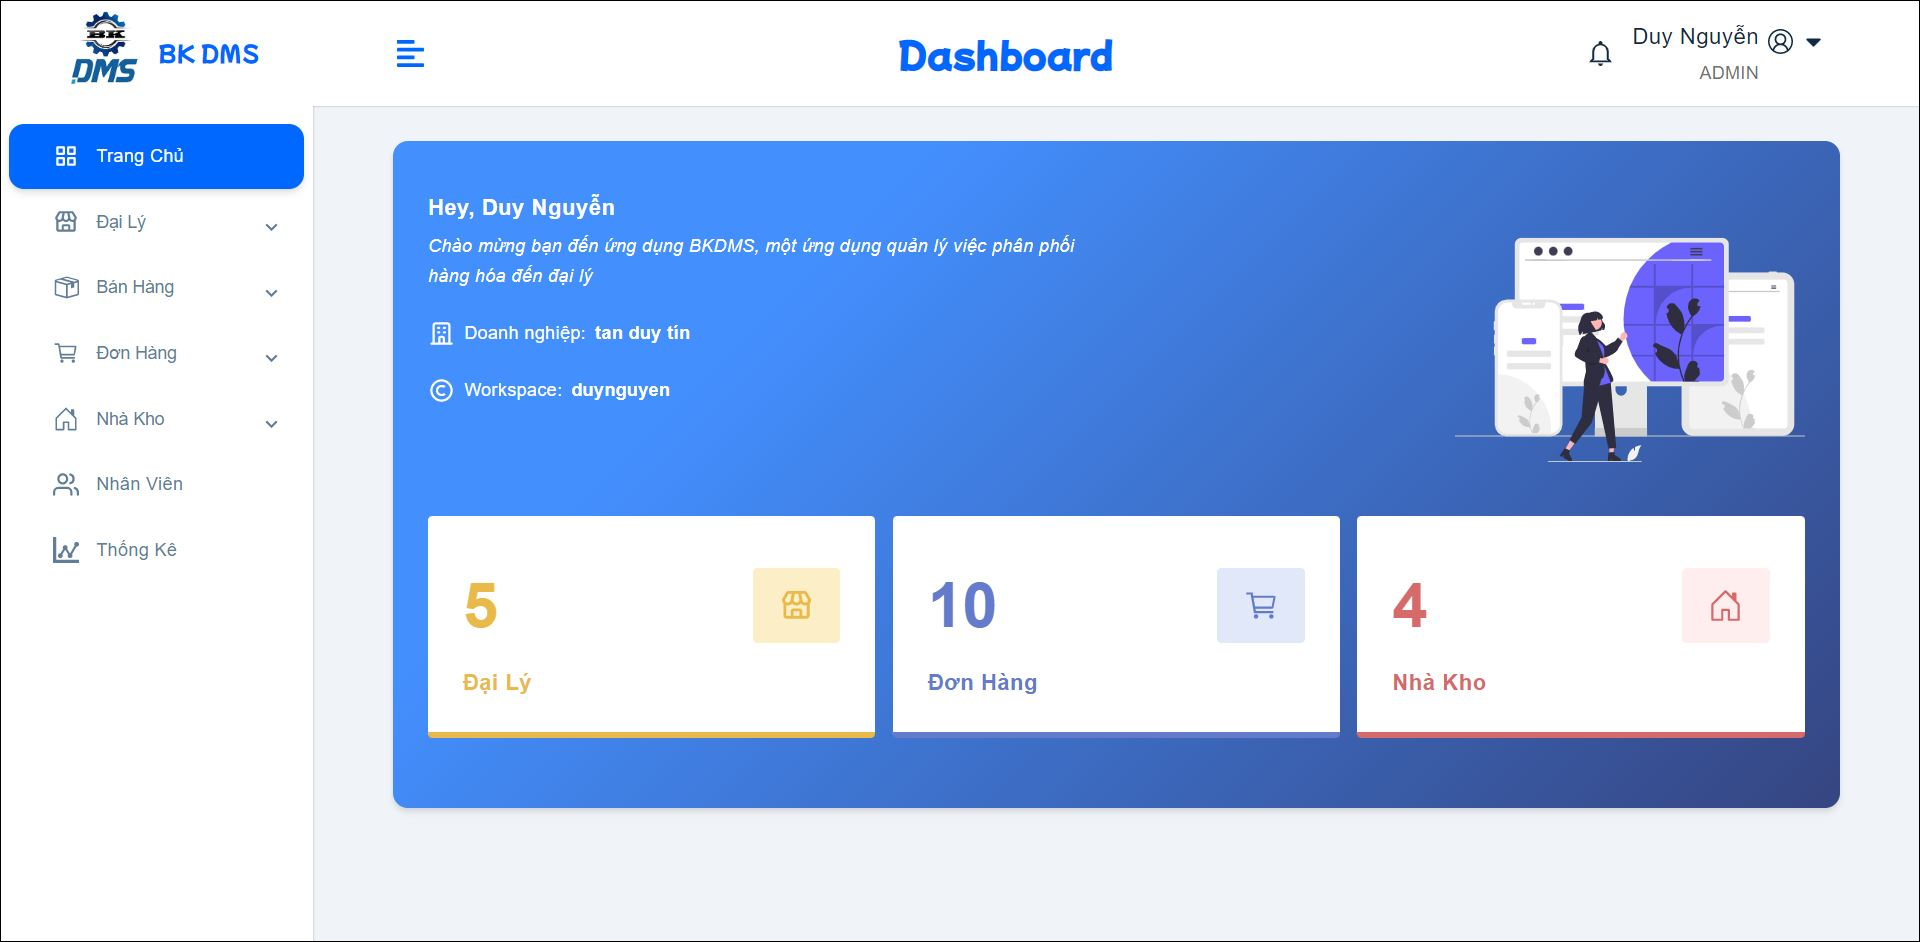 BK
DMS
BK DMS
Dashboard
Duy Nguyễn
ADMIN
Trang Chủ
Đại Lý
Bán Hàng
Đơn Hàng
Nhà Kho
Nhân Viên
Thống Kê
Hey, Duy Nguyễn
Chào mừng bạn đến ứng dụng BKDMS, một ứng dụng quản lý việc phân phối
hàng hóa đến đại lý
Doanh nghiệp: tan duy tín
Workspace: duynguyen
5
Đại Lý
10
Đơn Hàng
4
Nhà Kho